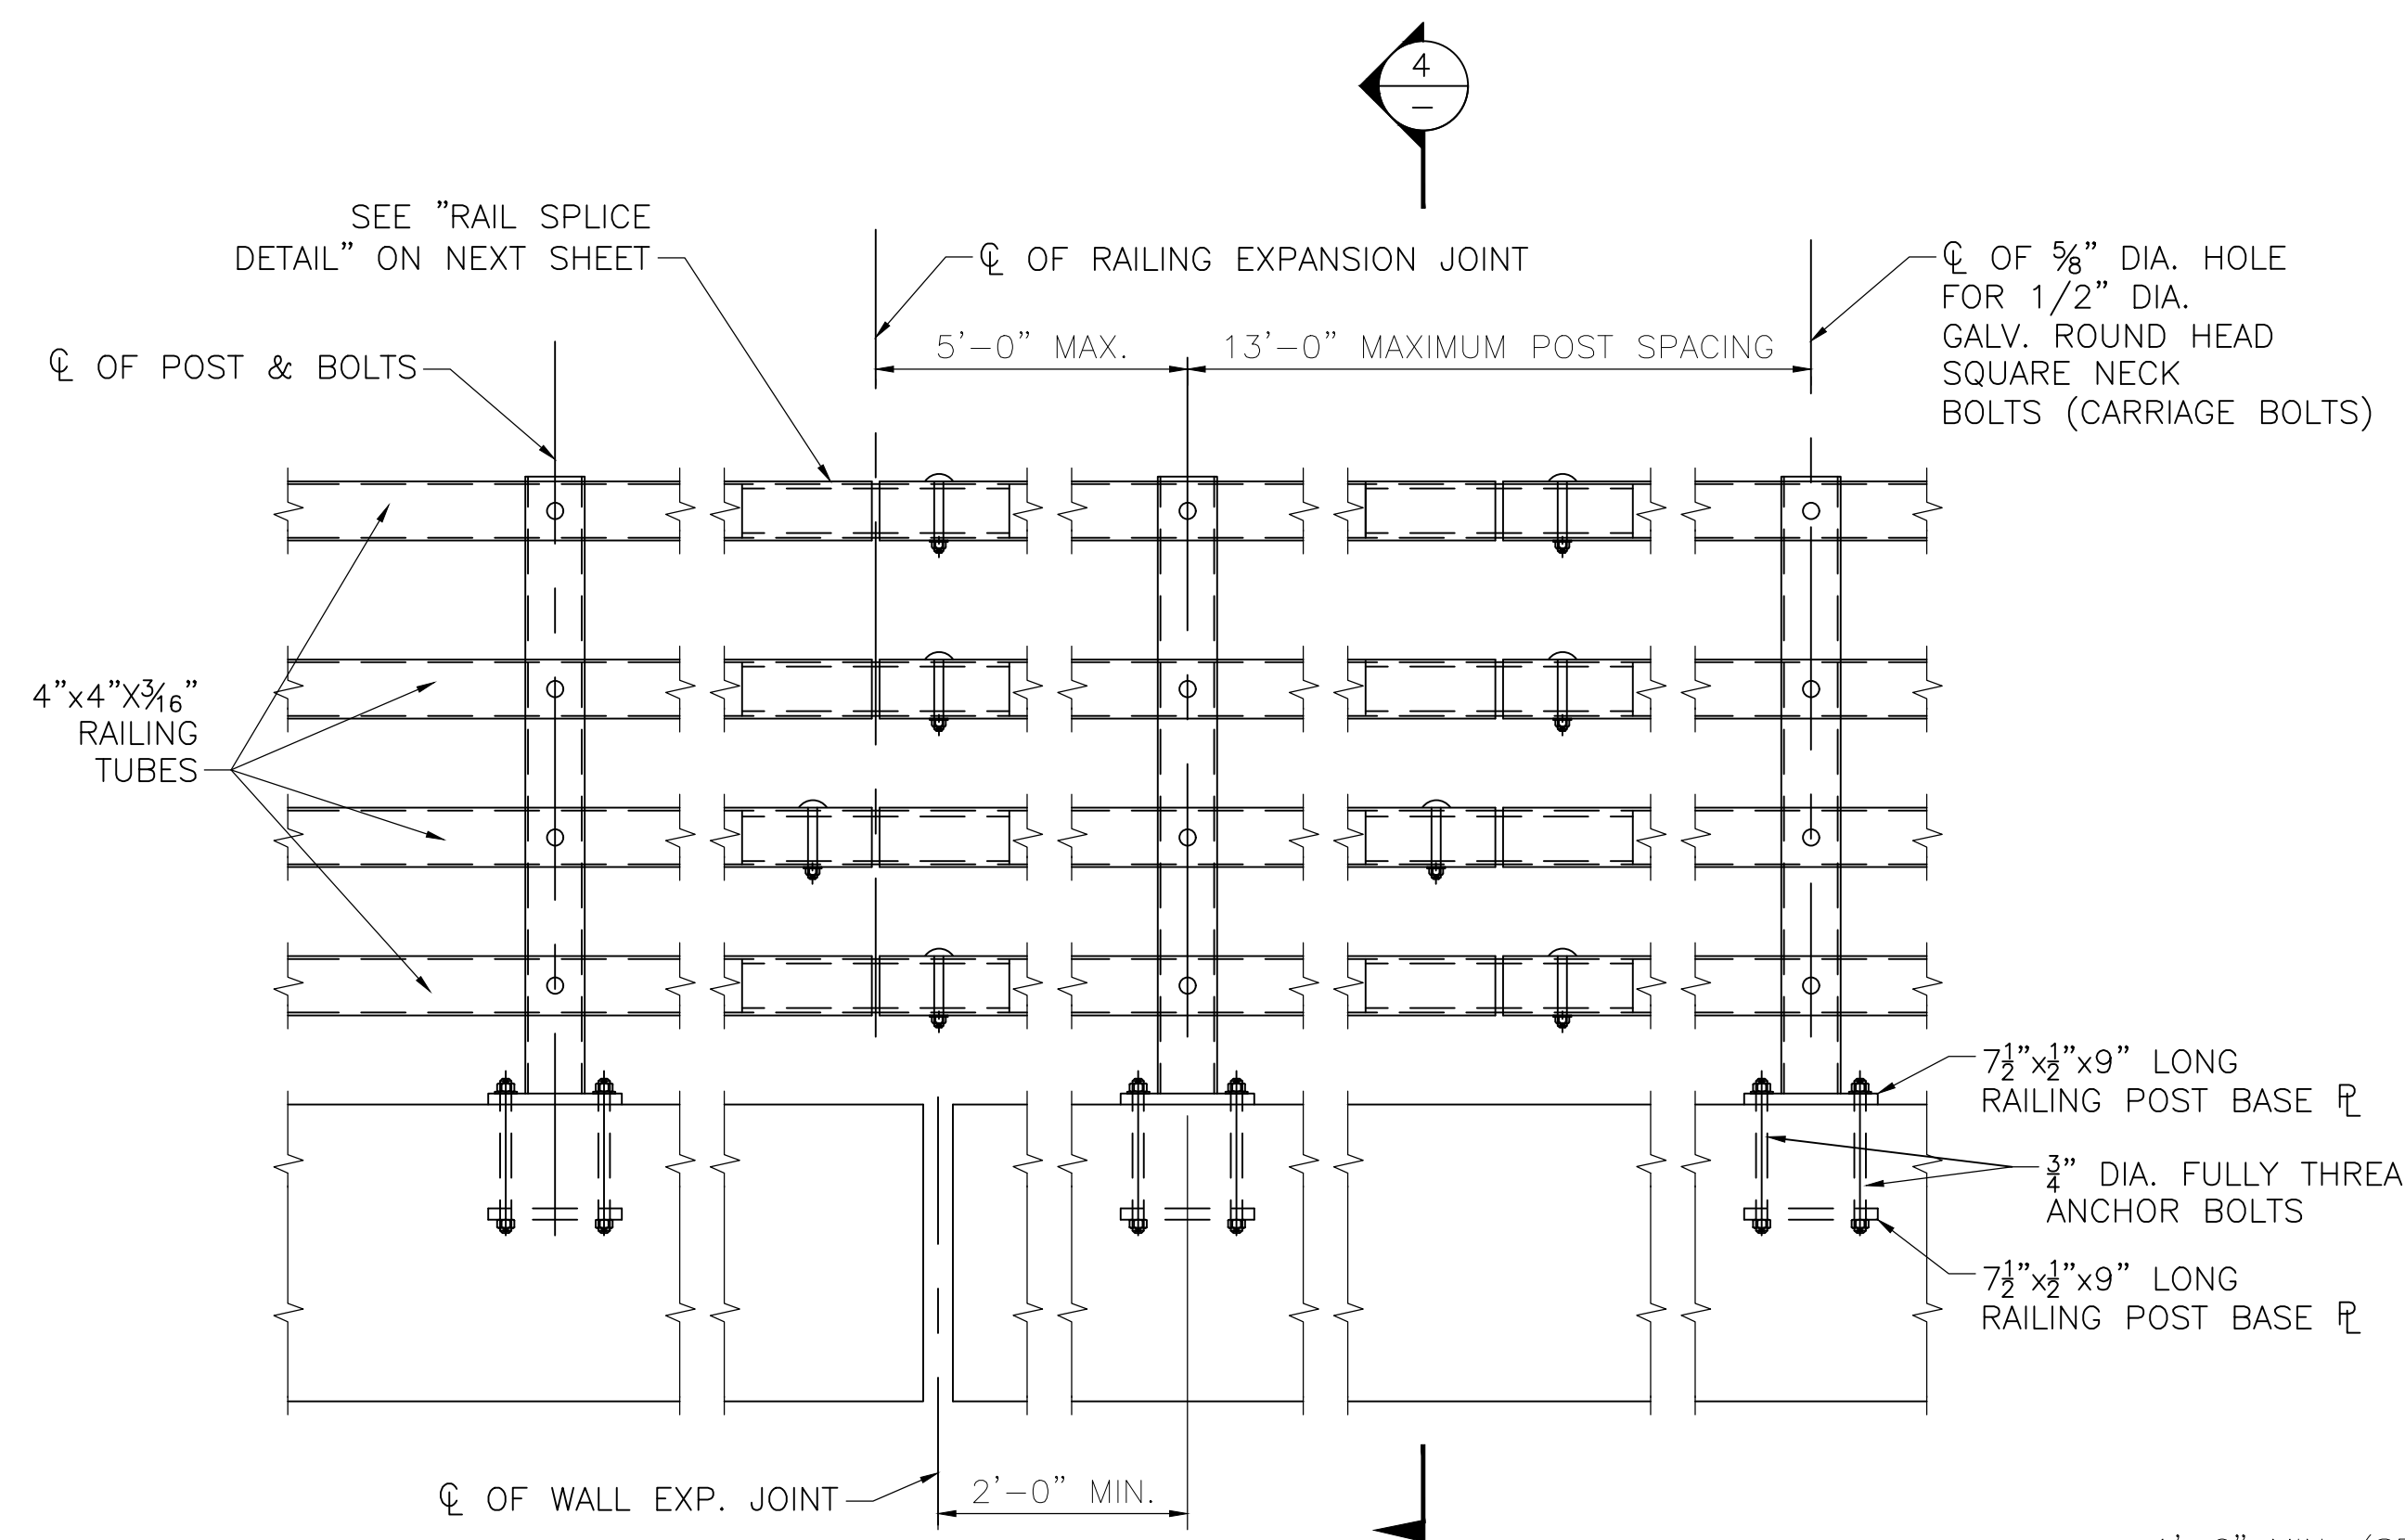 4
–
SEE "RAIL SPLICE
DETAIL" ON NEXT SHEET
℄ OF RAILING EXPANSION JOINT
℄ OF ⅝" DIA. HOLE
FOR 1/2" DIA.
GALV. ROUND HEAD
SQUARE NECK
BOLTS (CARRIAGE BOLTS)
5'-0" MAX.
13'-0" MAXIMUM POST SPACING
℄ OF POST & BOLTS
4"x4"X3/16"
RAILING
TUBES
7½"x½"x9" LONG
RAILING POST BASE ⅊
¾" DIA. FULLY THREA
ANCHOR BOLTS
7½"x½"x9" LONG
RAILING POST BASE ⅊
℄ OF WALL EXP. JOINT
2'-0" MIN.